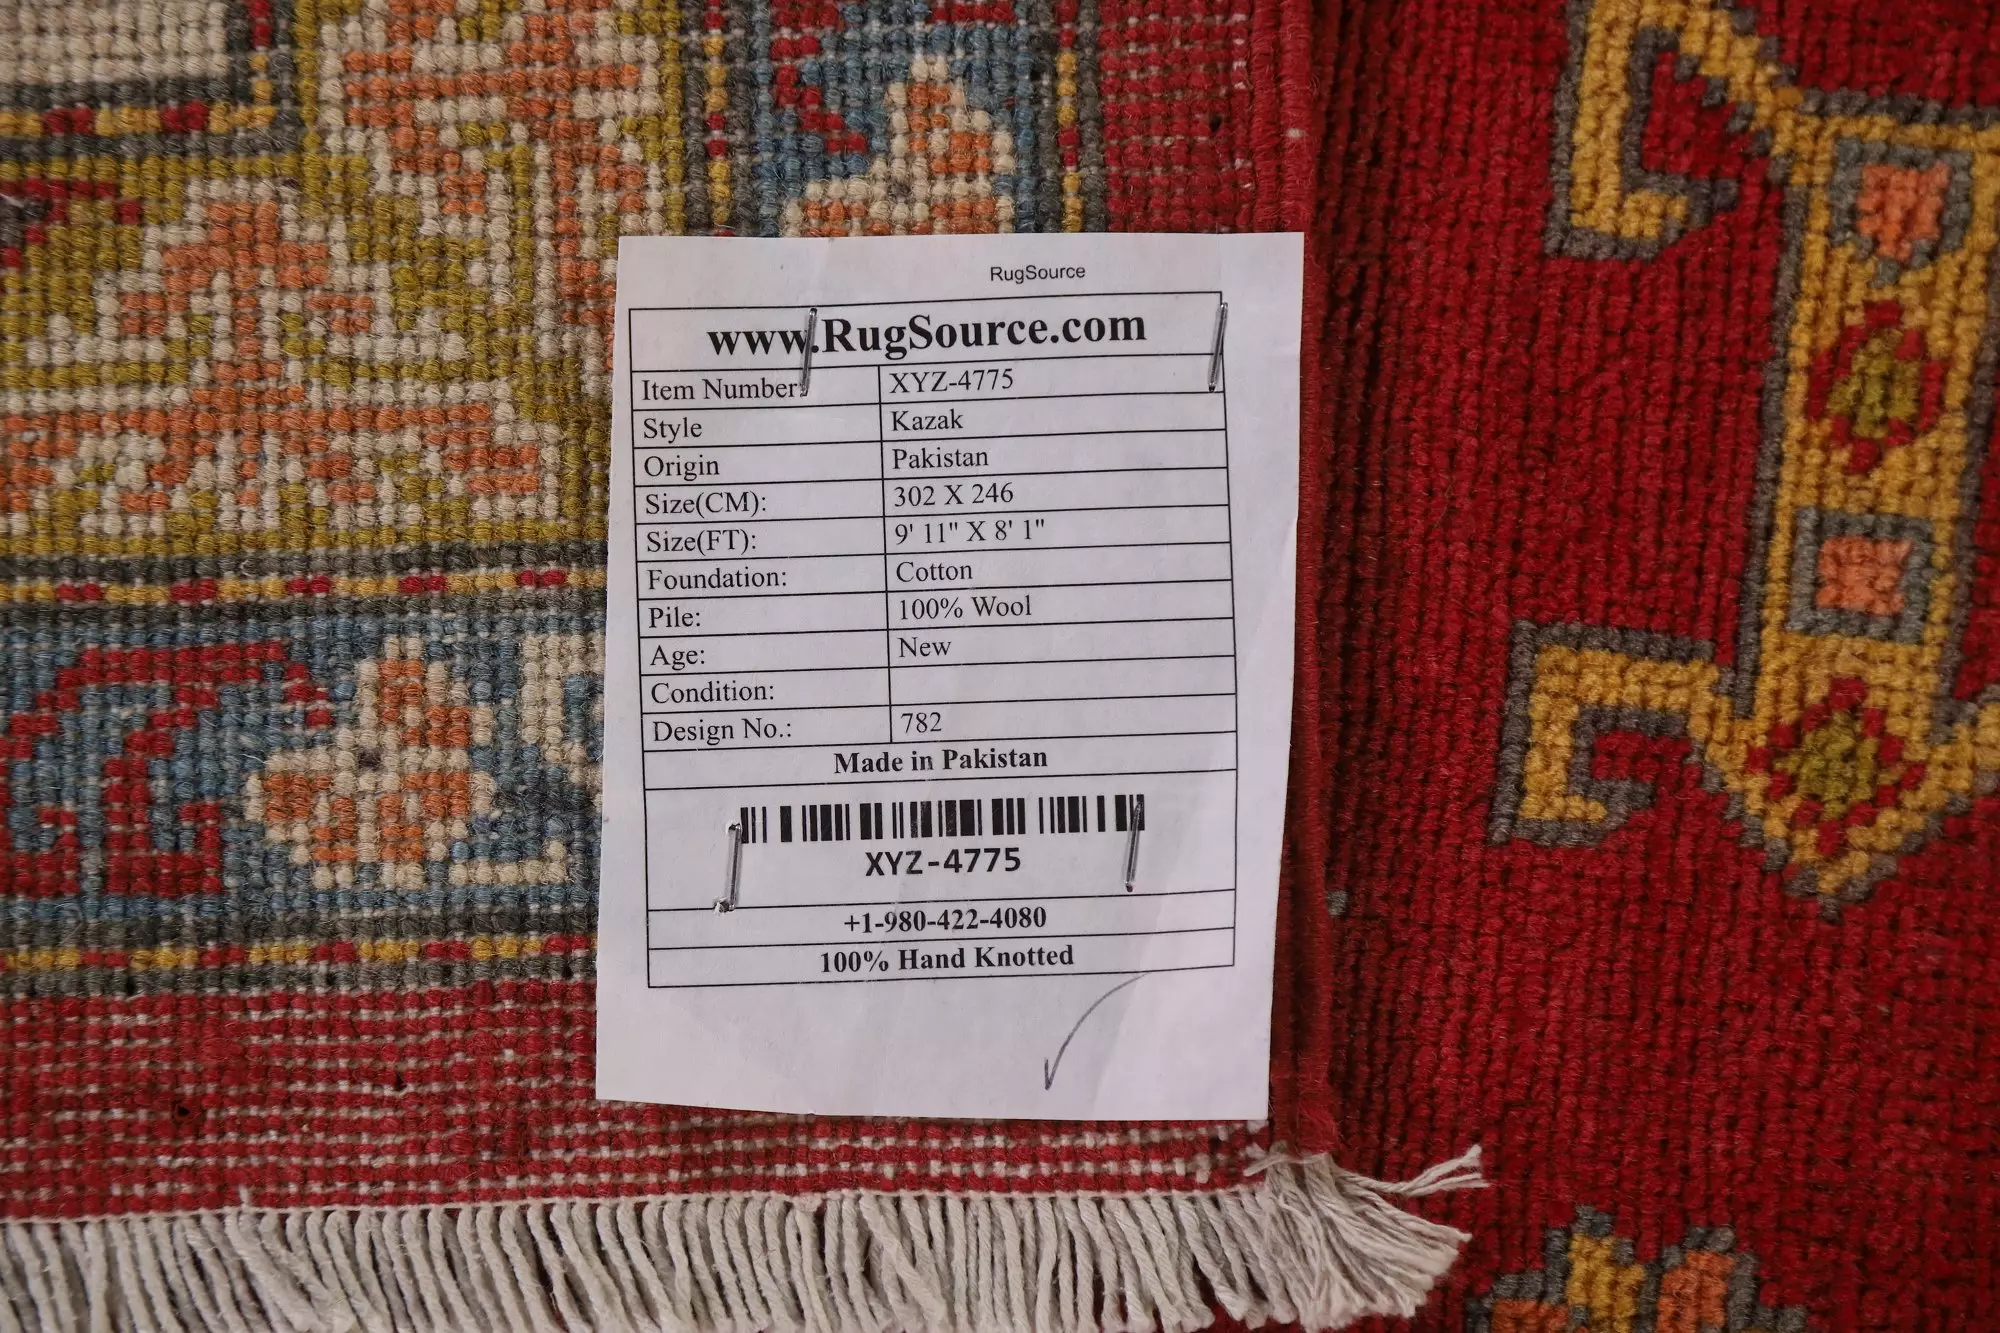 RugSource
www.RugSource.com
Item Number: XYZ-4775
Style Kazak
Origin Pakistan
Size(CM): 302 X 246
Size(FT): 9' 11" X 8' 1"
Foundation: Cotton
Pile: 100% Wool
Age: New
Condition:
Design No.: 782
Made in Pakistan
XYZ-4775
+1-980-422-4080
100% Hand Knotted